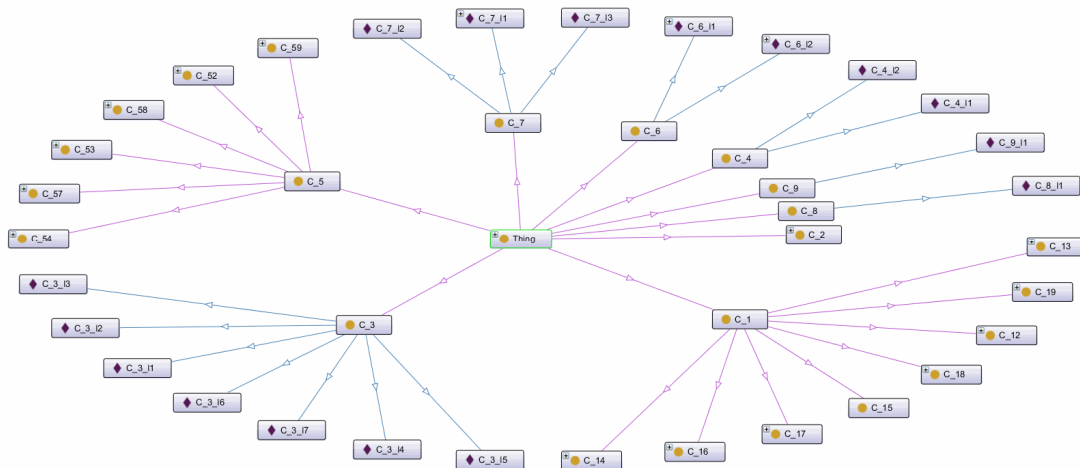 C_7_I1
C_7_I3
C_7_I2
C_6_I1
C_6_I2
C_59
C_4_I2
C_52
C_4_I1
C_58
C_7
C_6
C_9_I1
C_53
C_4
C_5
C_8_I1
C_9
C_57
C_8
C_2
Thing
C_54
C_13
C_3_I3
C_19
C_1
C_3
C_3_I2
C_12
C_3_I1
C_18
C_3_I6
C_15
C_3_I7
C_17
C_3_I4
C_16
C_3_I5
C_14